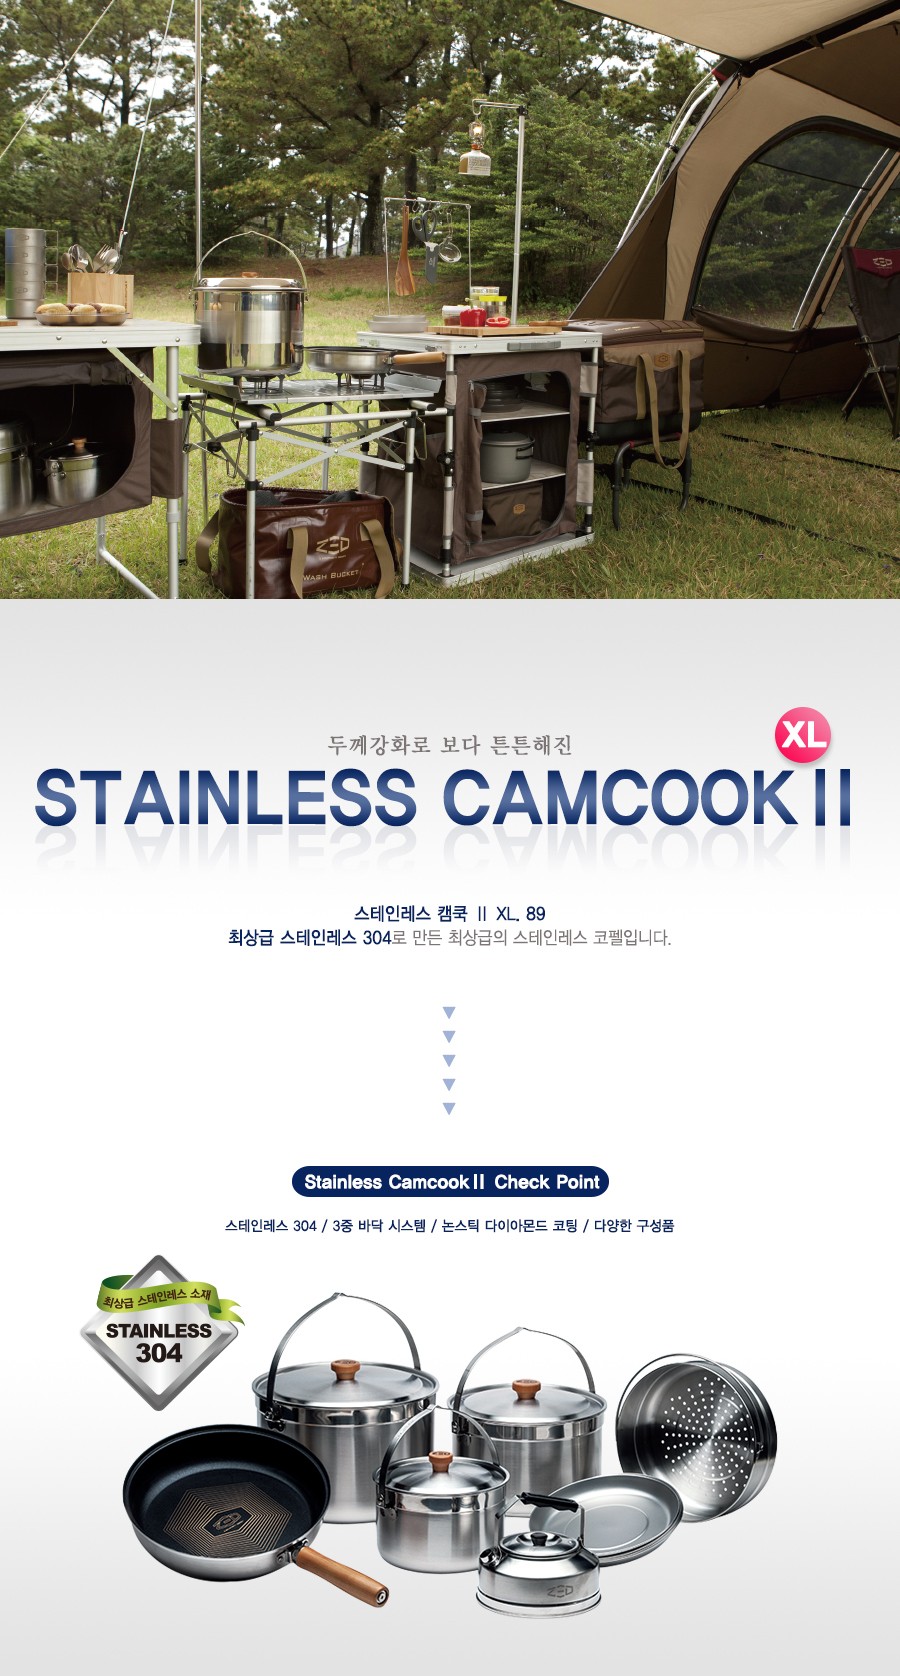 ZED
ZED
WASH BUCKET
두께강화로 보다 튼튼해진
XL
STAINLESS CAMCOOK II
스테인레스 캠쿡 II XL. 89
최상급 스테인레스 304로 만든 최상급의 스테인레스 코펠입니다.
Stainless Camcook II Check Point
스테인레스 304 / 3중 바닥 시스템 / 논스틱 다이아몬드 코팅 / 다양한 구성품
최상급 스테인레스 소재
STAINLESS
304
ZED
ZED